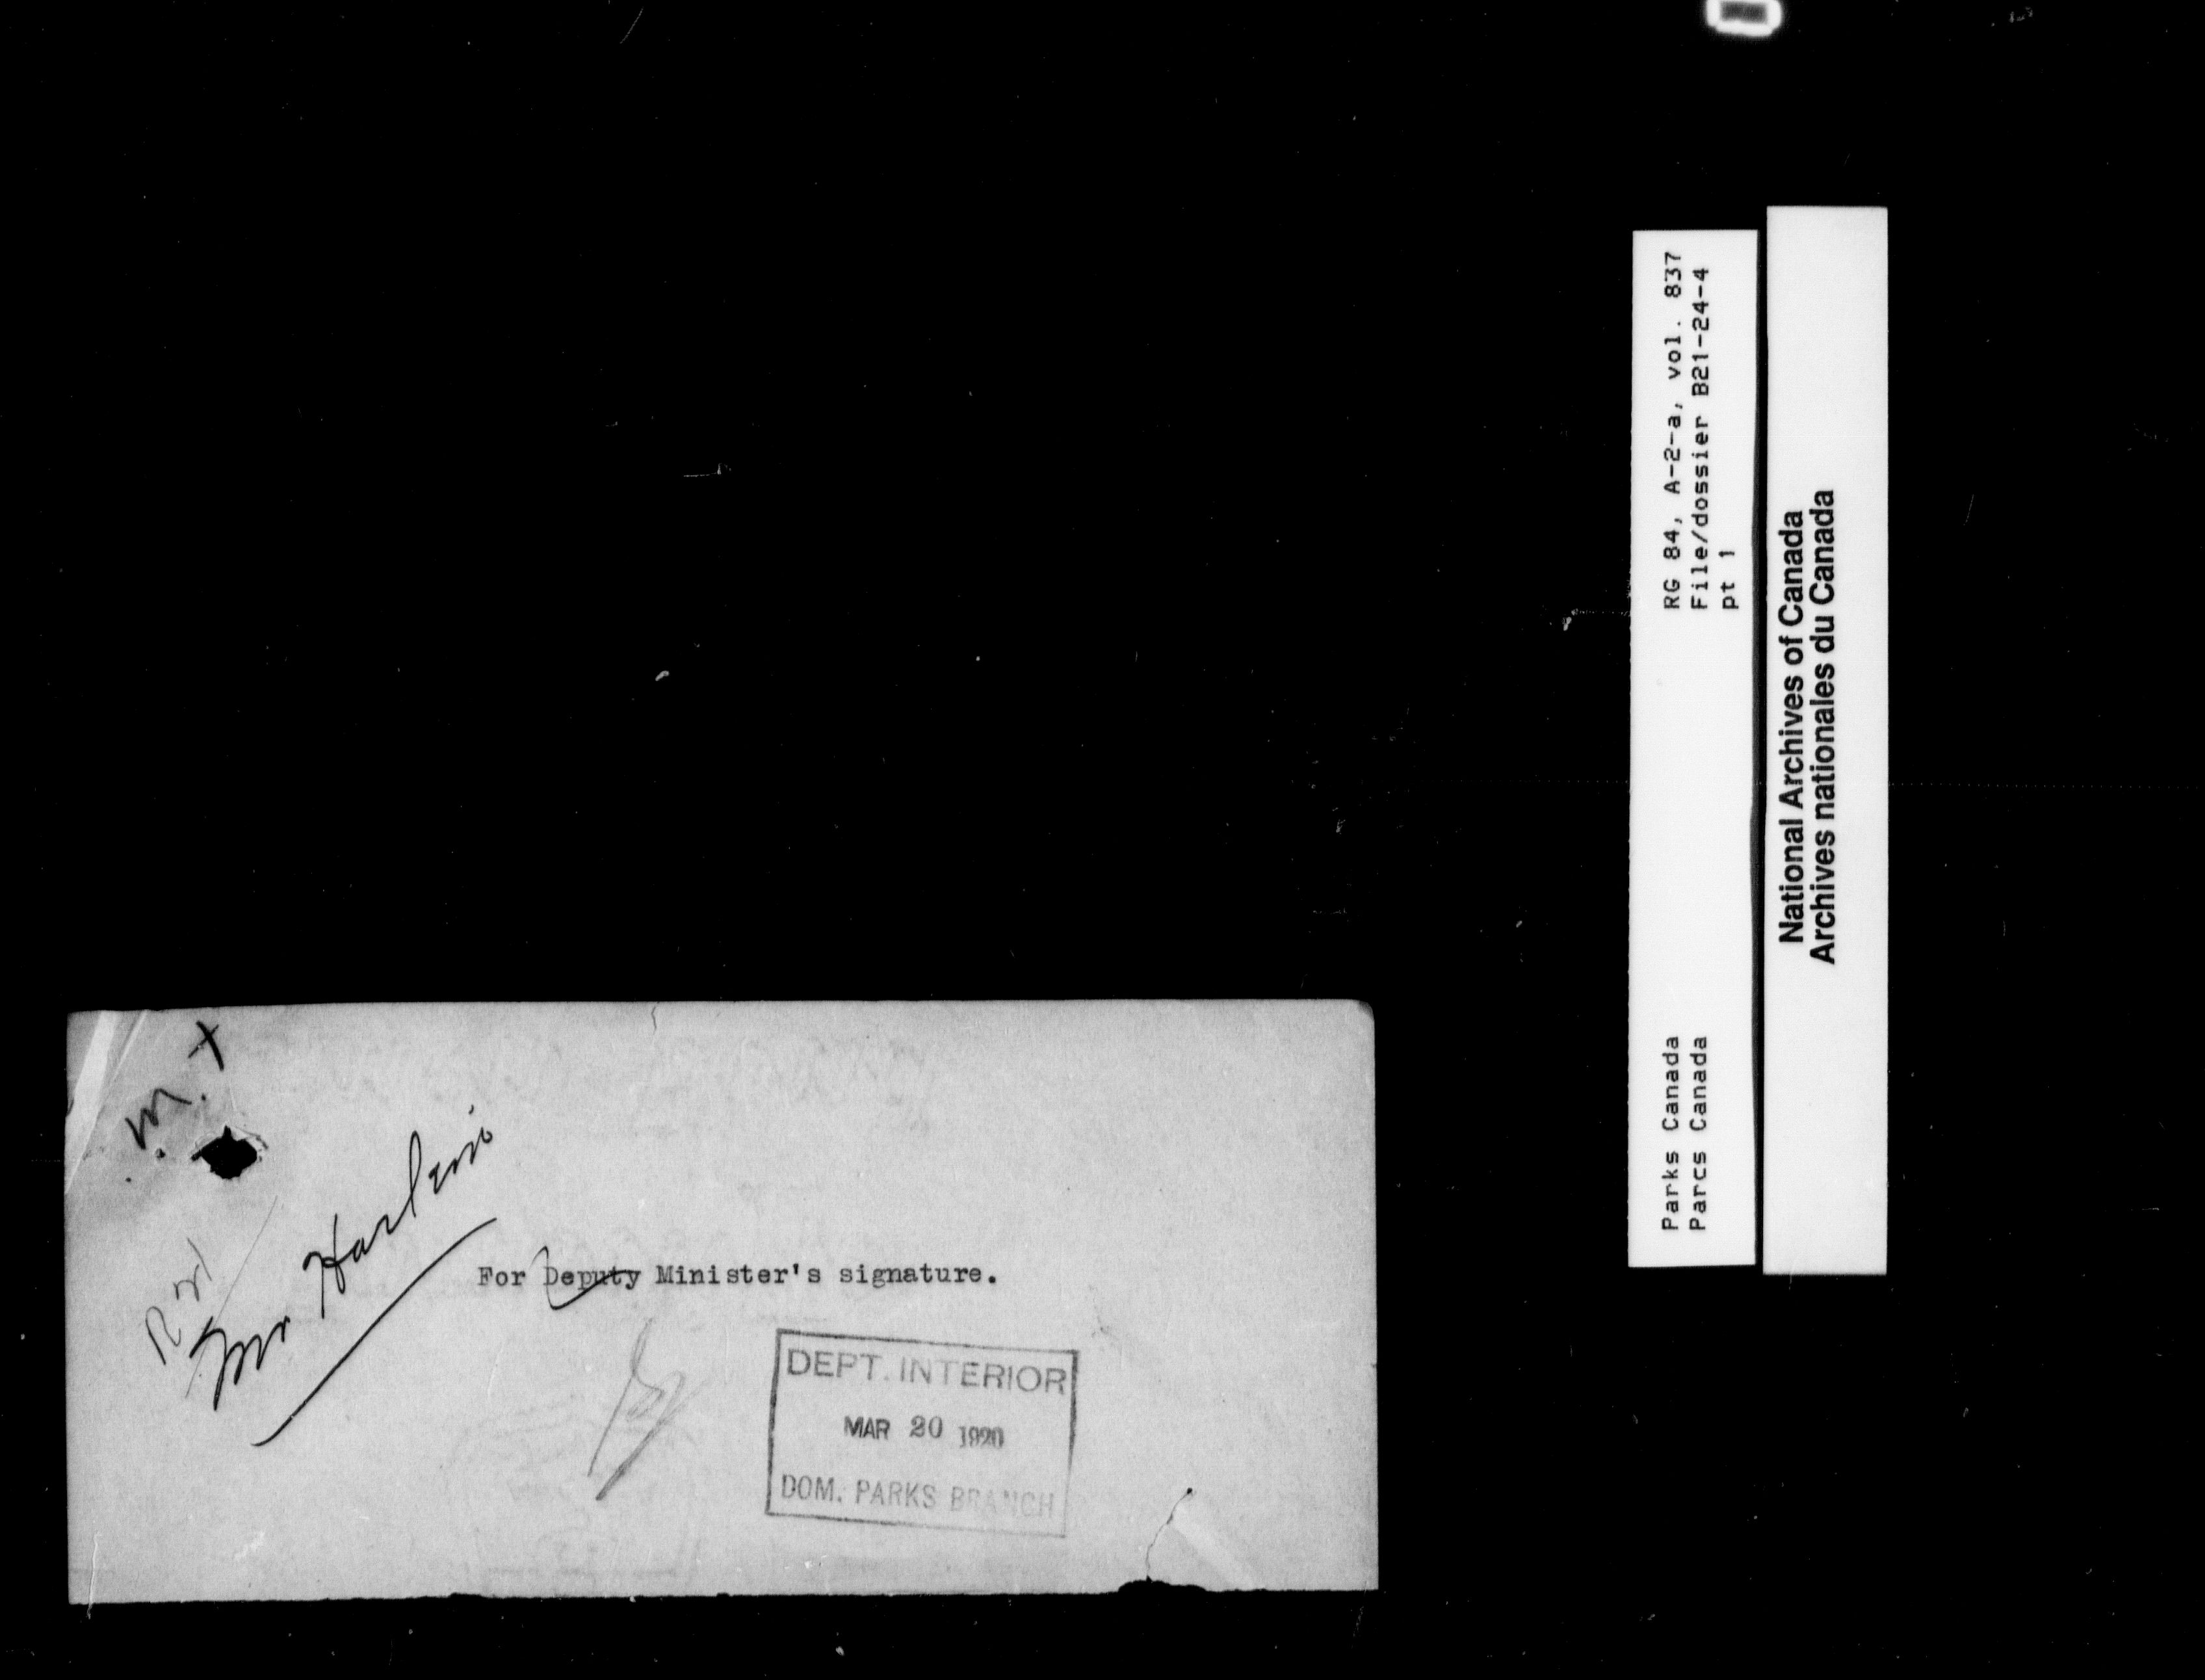 M. X
Mr Harkin
For Deputy Minister's signature.
DEPT. INTERIOR
MAR 20 1920
DOM. PARKS BRANCH
RG 84, A-2-a, vol. 837
File/dossier B21-24-4
pt 1
Parks Canada
Parcs Canada
National Archives of Canada
Archives nationales du Canada